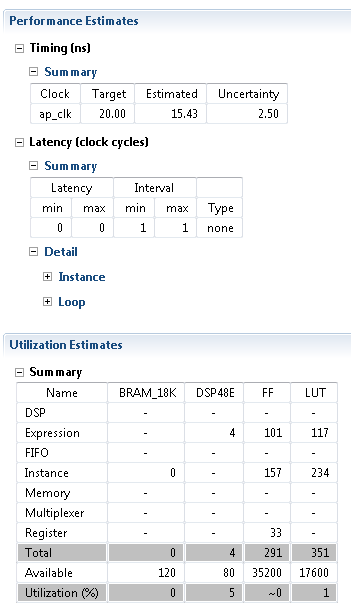 Performance Estimates
Timing (ns)
Summary
Clock Target Estimated Uncertainty
ap_clk 20.00 15.43 2.50
Latency (clock cycles)
Summary
Latency Interval
min max min max Type
0 0 1 1 none
Detail
Instance
Loop
Utilization Estimates
Summary
Name BRAM_18K DSP48E FF LUT
DSP - - - -
Expression - 4 101 117
FIFO - - - -
Instance 0 - 157 234
Memory - - - -
Multiplexer - - - -
Register - - 33 -
Total 0 4 291 351
Available 120 80 35200 17600
Utilization (%) 0 5 ~0 1